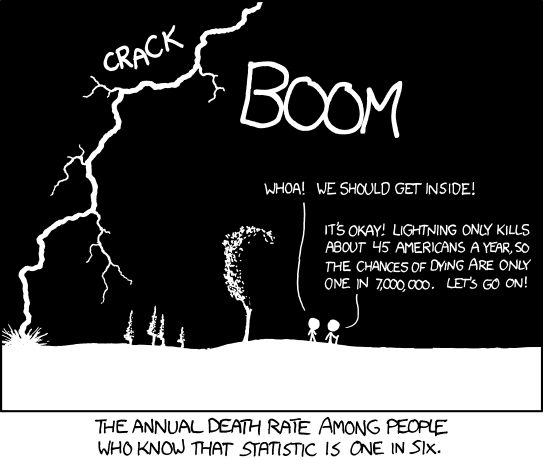 CRACK
BOOM
WHOA! WE SHOULD GET INSIDE!
IT'S OKAY! LIGHTNING ONLY KILLS
ABOUT 45 AMERICANS A YEAR, SO
THE CHANCES OF DYING ARE ONLY
ONE IN 7,000,000. LET'S GO ON!
THE ANNUAL DEATH RATE AMONG PEOPLE
WHO KNOW THAT STATISTIC IS ONE IN SIX.